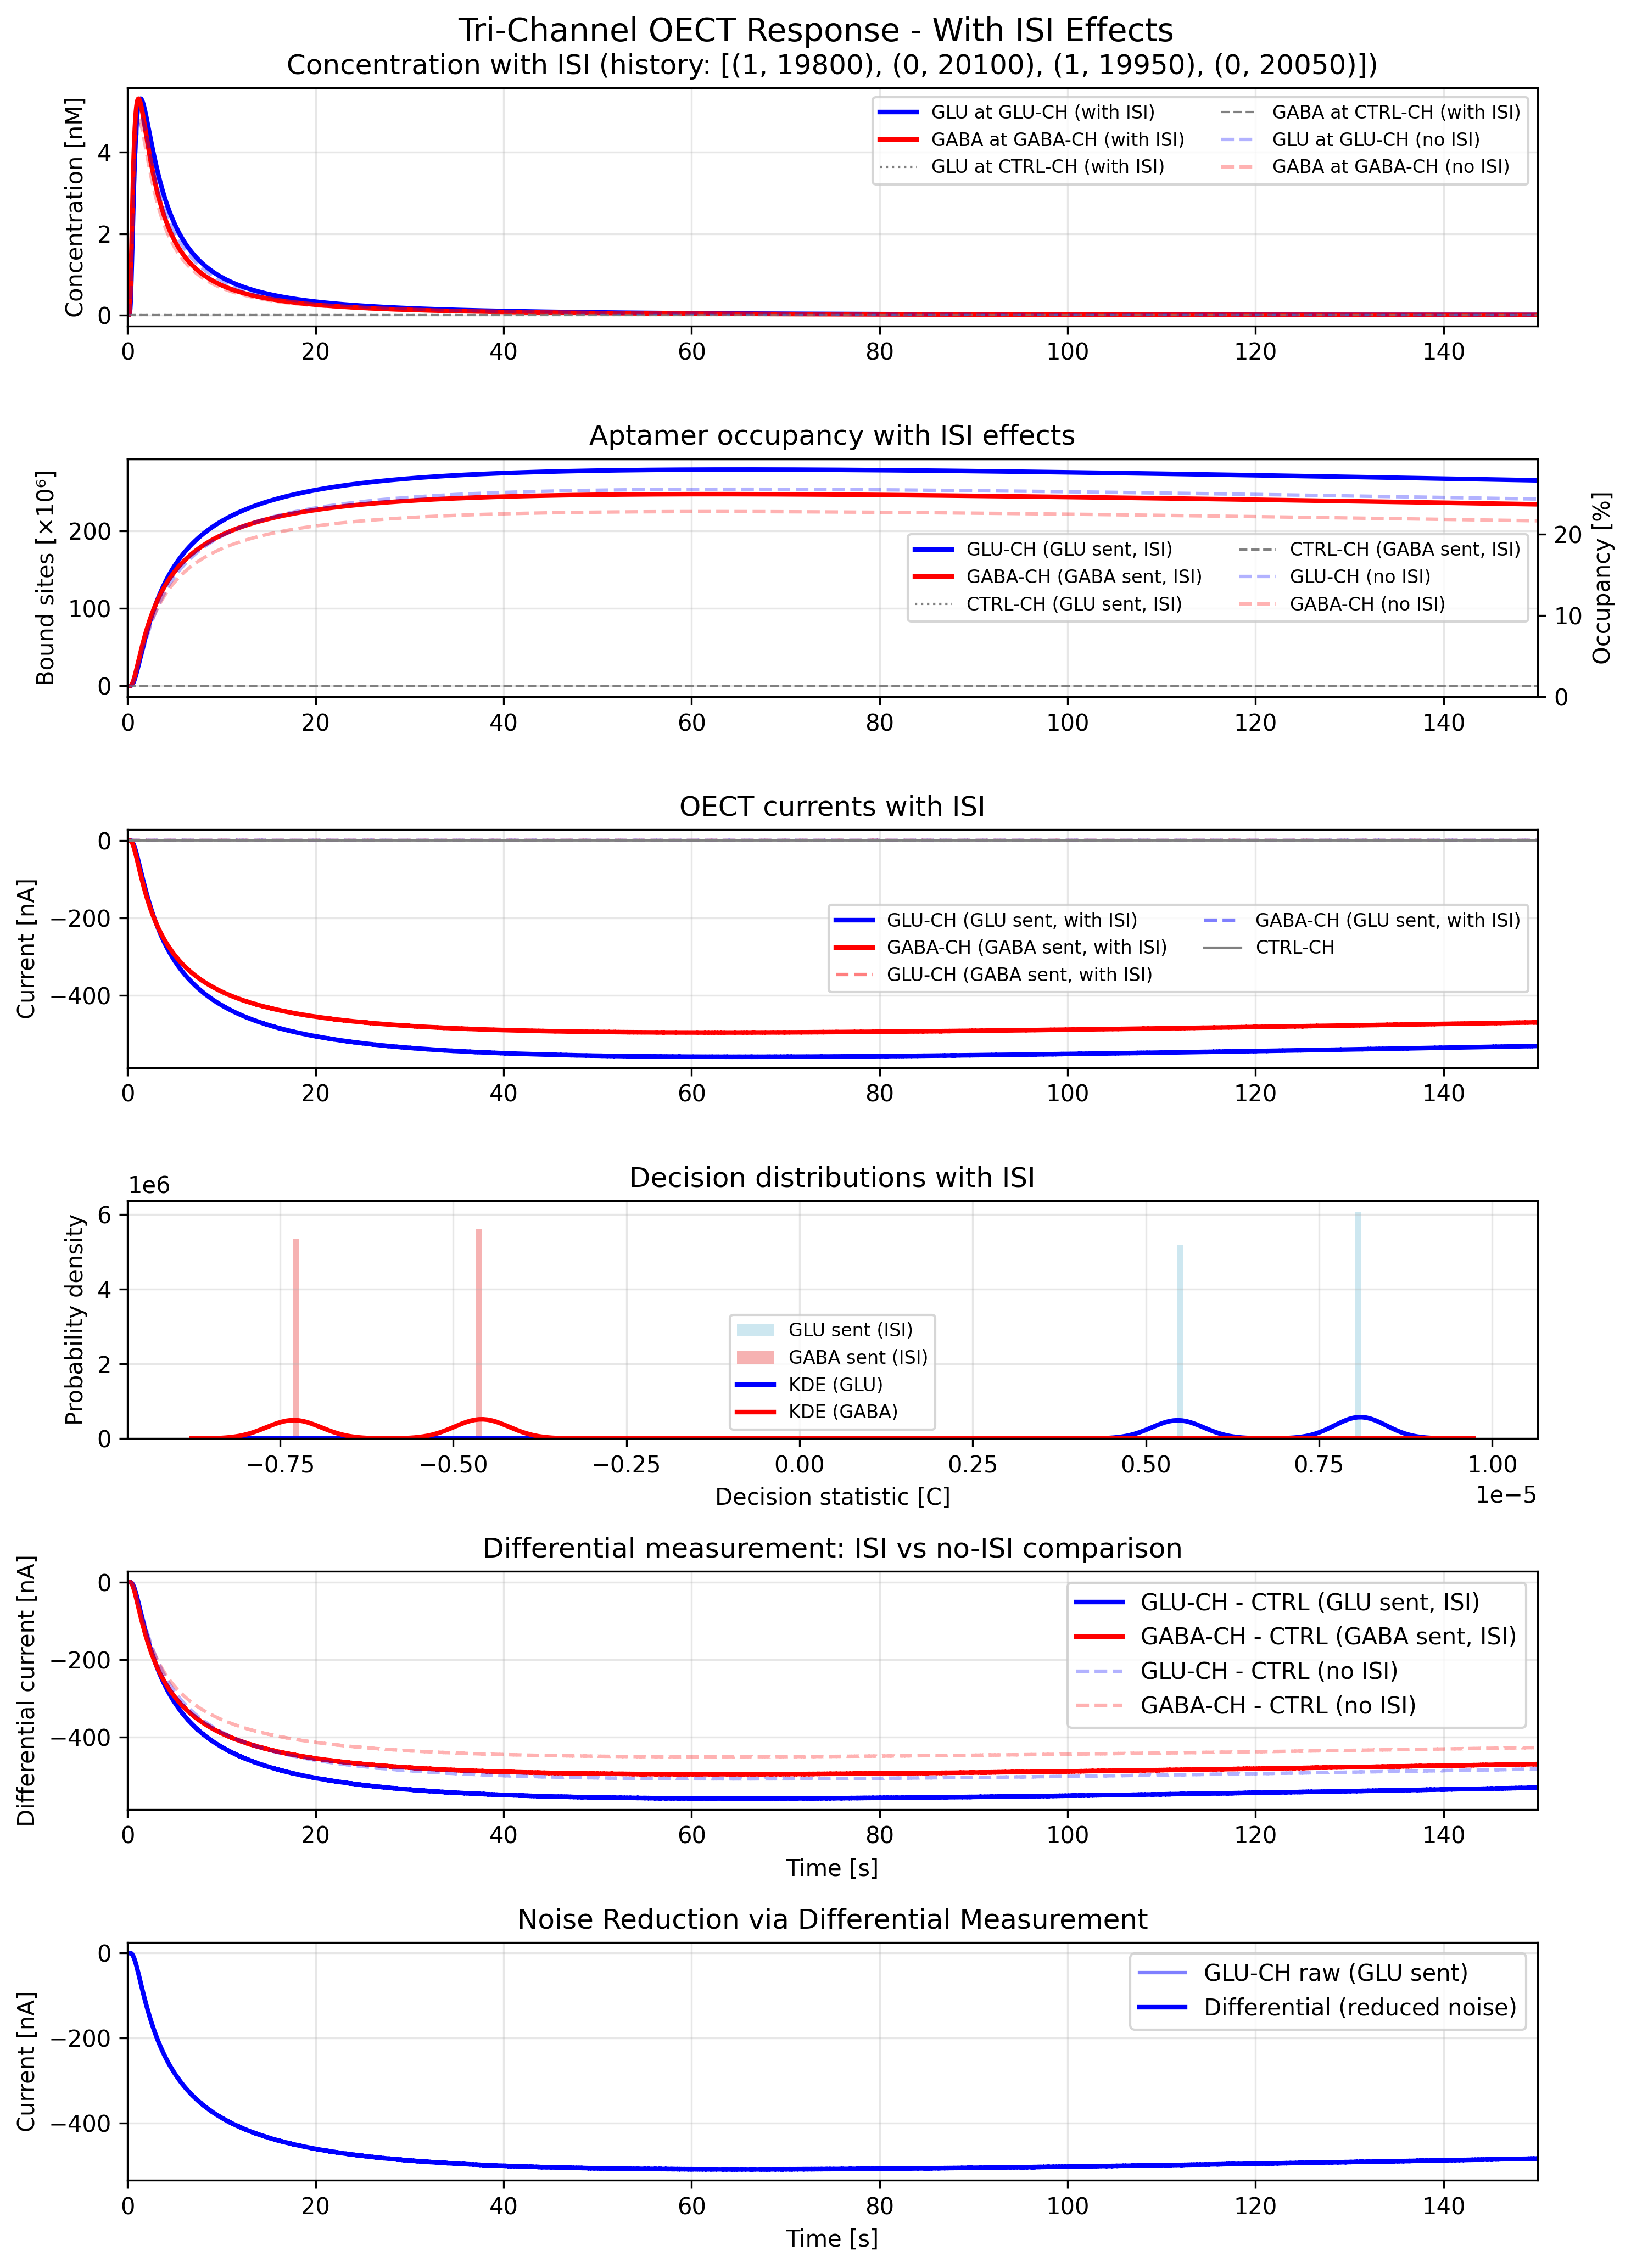 Tri-Channel OECT Response - With ISI Effects
Concentration with ISI (history: [(1, 19800), (0, 20100), (1, 19950), (0, 20050)])
Concentration [nM]
4
2
0
GLU at GLU-CH (with ISI)
GABA at GABA-CH (with ISI)
GLU at CTRL-CH (with ISI)
GABA at CTRL-CH (with ISI)
GLU at GLU-CH (no ISI)
GABA at GABA-CH (no ISI)
0 20 40 60 80 100 120 140
Aptamer occupancy with ISI effects
Bound sites [×10⁶]
200
100
0
GLU-CH (GLU sent, ISI)
GABA-CH (GABA sent, ISI)
CTRL-CH (GLU sent, ISI)
CTRL-CH (GABA sent, ISI)
GLU-CH (no ISI)
GABA-CH (no ISI)
20
10
0
Occupancy [%]
0 20 40 60 80 100 120 140
OECT currents with ISI
Current [nA]
0
−200
−400
GLU-CH (GLU sent, with ISI)
GABA-CH (GABA sent, with ISI)
GLU-CH (GABA sent, with ISI)
GABA-CH (GLU sent, with ISI)
CTRL-CH
0 20 40 60 80 100 120 140
Decision distributions with ISI
1e6
Probability density
6
4
2
0
GLU sent (ISI)
GABA sent (ISI)
KDE (GLU)
KDE (GABA)
−0.75 −0.50 −0.25 0.00 0.25 0.50 0.75 1.00
1e−5
Decision statistic [C]
Differential measurement: ISI vs no-ISI comparison
Differential current [nA]
0
−200
−400
GLU-CH - CTRL (GLU sent, ISI)
GABA-CH - CTRL (GABA sent, ISI)
GLU-CH - CTRL (no ISI)
GABA-CH - CTRL (no ISI)
0 20 40 60 80 100 120 140
Time [s]
Noise Reduction via Differential Measurement
Current [nA]
0
−200
−400
GLU-CH raw (GLU sent)
Differential (reduced noise)
0 20 40 60 80 100 120 140
Time [s]